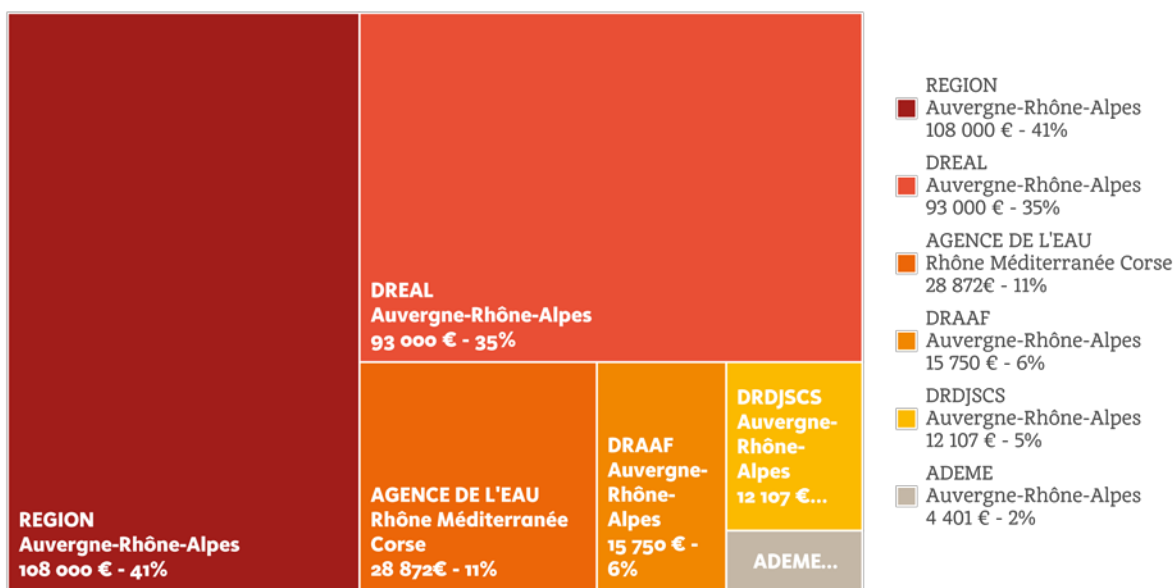 REGION
Auvergne-Rhône-Alpes
108 000 € - 41%
DREAL
Auvergne-Rhône-Alpes
93 000 € - 35%
AGENCE DE L'EAU
Rhône Méditerranée
Corse
28 872€ - 11%
DRAAF
Auvergne-
Rhône-
Alpes
15 750 € -
6%
DRDJSCS
Auvergne-
Rhône-
Alpes
12 107 €...
ADEME...
REGION
Auvergne-Rhône-Alpes
108 000 € - 41%
DREAL
Auvergne-Rhône-Alpes
93 000 € - 35%
AGENCE DE L'EAU
Rhône Méditerranée Corse
28 872€ - 11%
DRAAF
Auvergne-Rhône-Alpes
15 750 € - 6%
DRDJSCS
Auvergne-Rhône-Alpes
12 107 € - 5%
ADEME
Auvergne-Rhône-Alpes
4 401 € - 2%